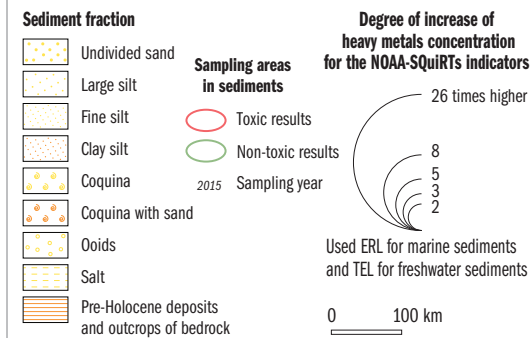 Sediment fraction
Undivided sand
Large silt
Fine silt
Clay silt
Coquina
Coquina with sand
Ooids
Salt
Pre-Holocene deposits
and outcrops of bedrock
Sampling areas
in sediments
Toxic results
Non-toxic results
2015 Sampling year
Degree of increase of
heavy metals concentration
for the NOAA-SQuiRTs indicators
26 times higher
8
5
3
2
Used ERL for marine sediments
and TEL for freshwater sediments
0 100 km